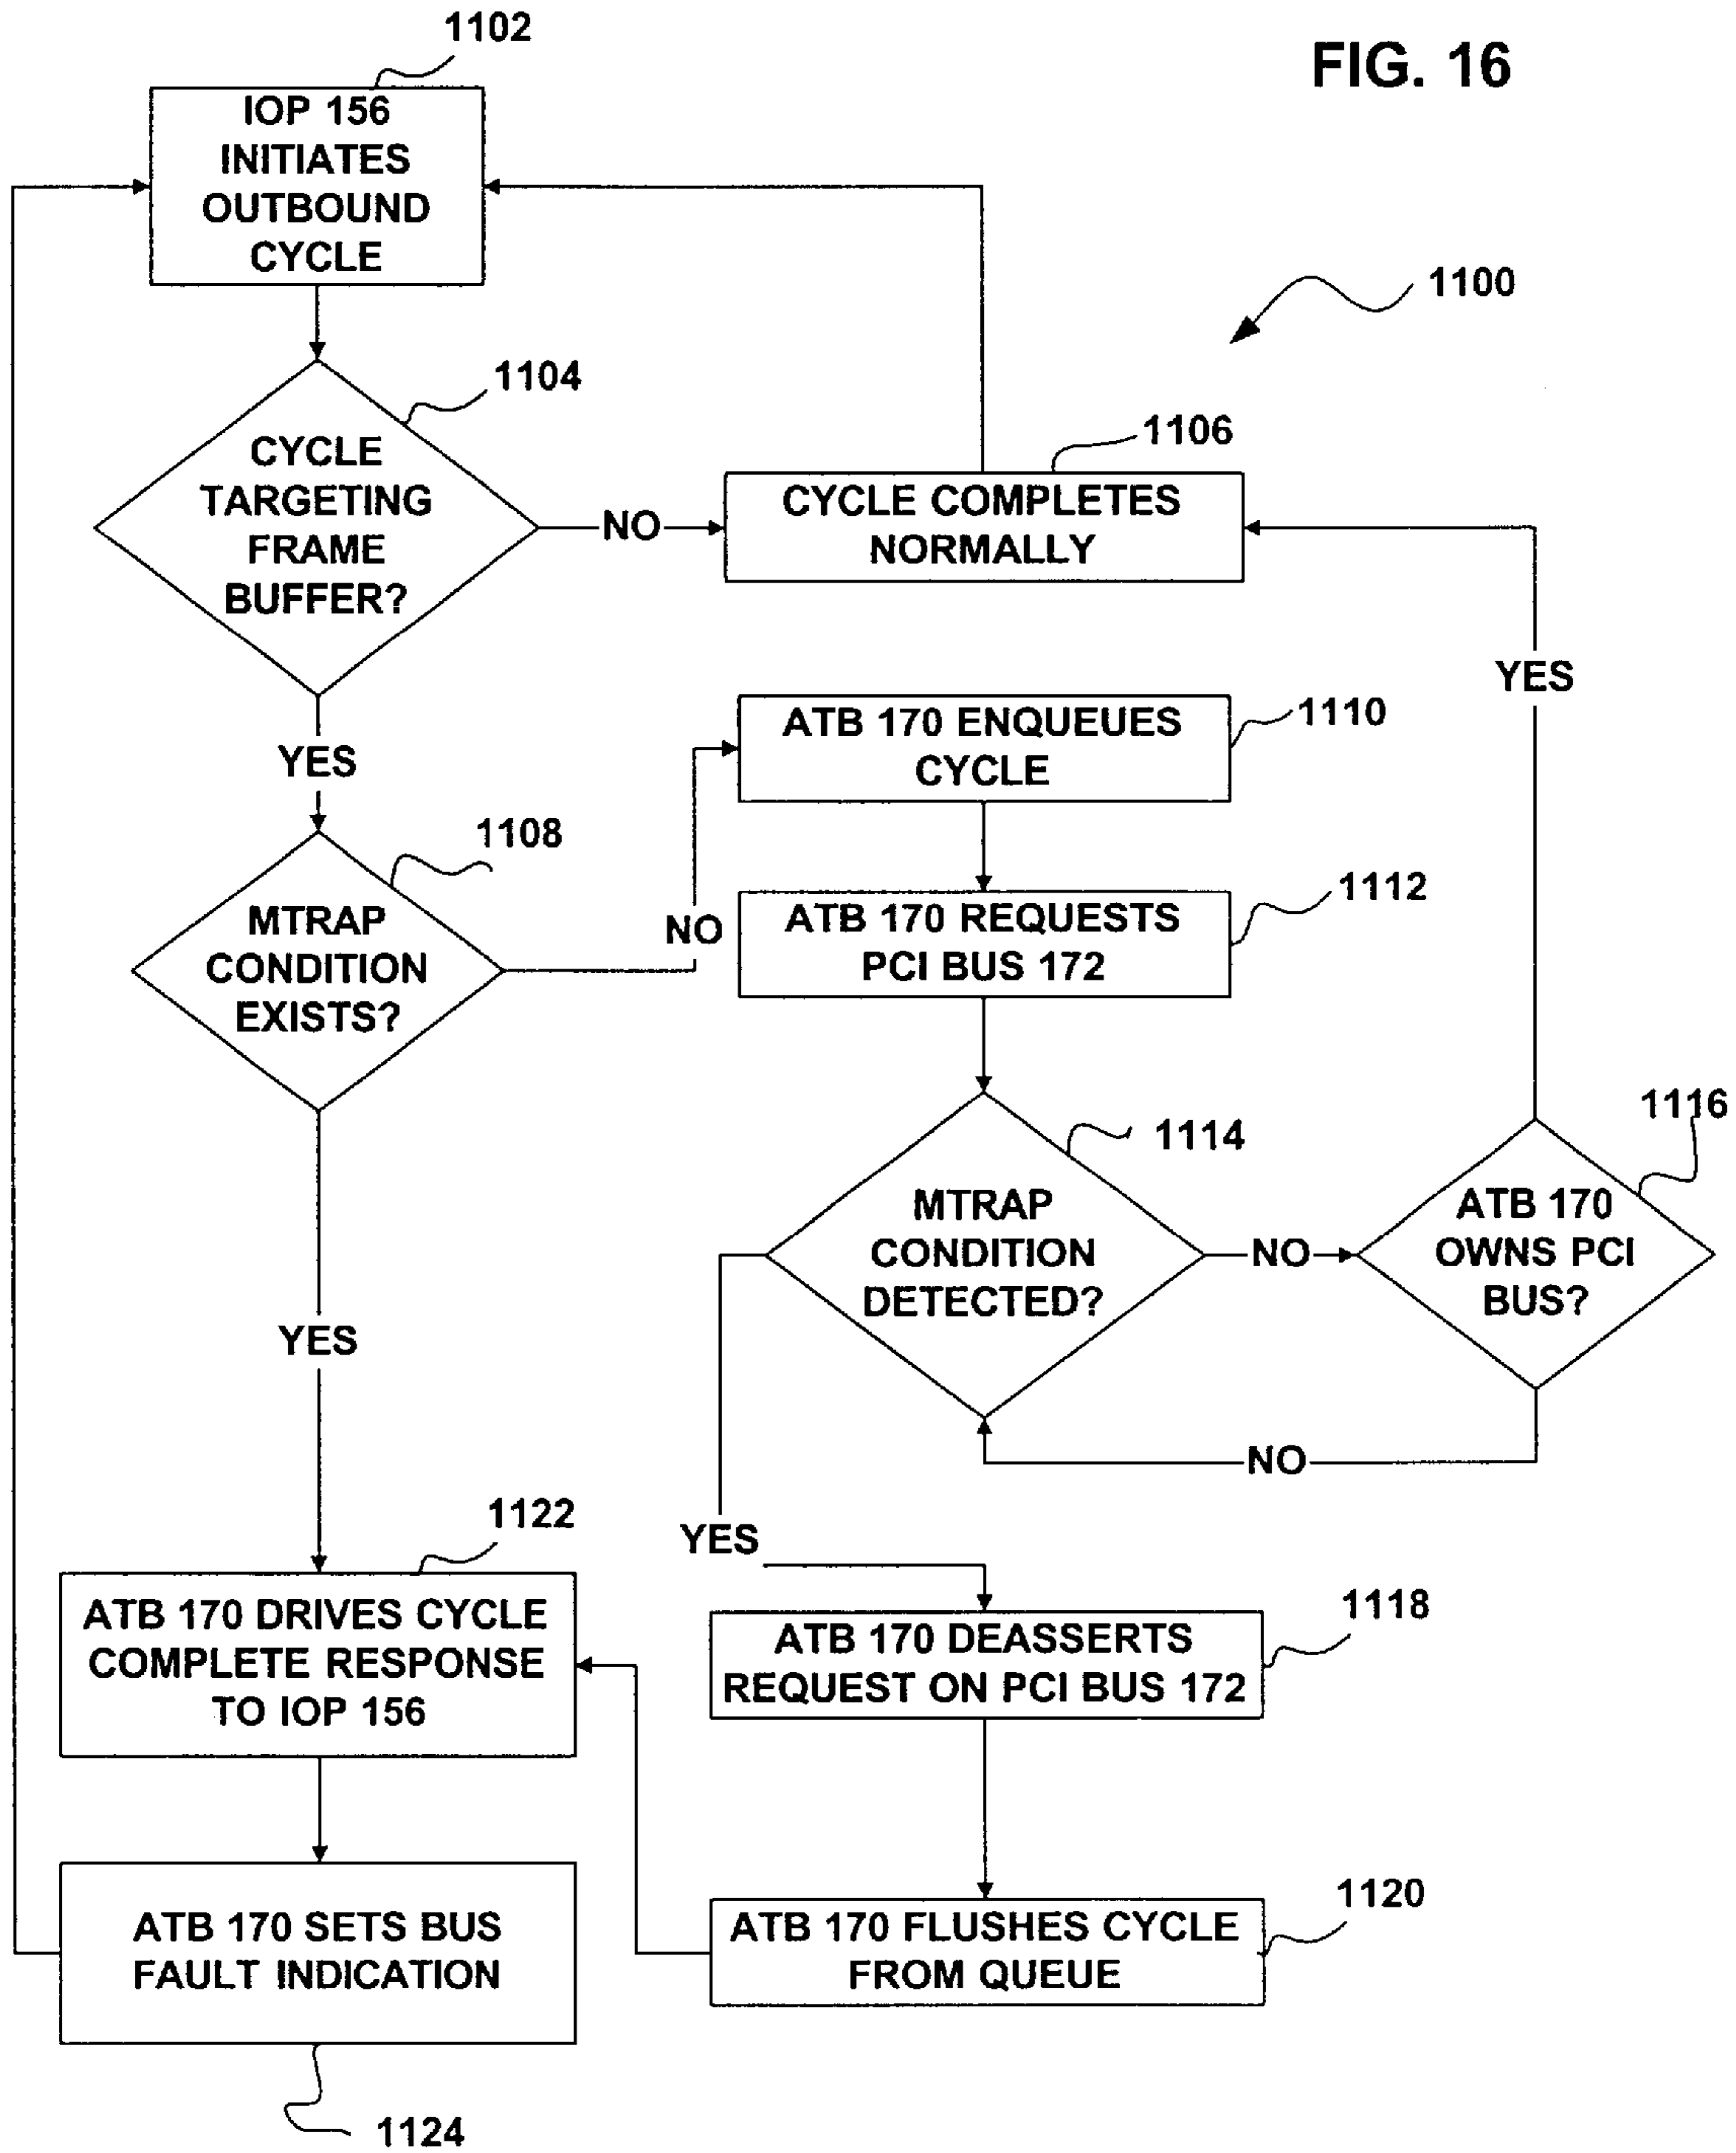 1102
FIG. 16
IOP 156
INITIATES
OUTBOUND
CYCLE
1100
1104
CYCLE
TARGETING
FRAME
BUFFER?
NO
1106
CYCLE COMPLETES
NORMALLY
YES
YES
1108
MTRAP
CONDITION
EXISTS?
NO
ATB 170 ENQUEUES
CYCLE
1110
ATB 170 REQUESTS
PCI BUS 172
1112
1114
MTRAP
CONDITION
DETECTED?
NO
1116
ATB 170
OWNS PCI
BUS?
NO
YES
YES
1122
ATB 170 DRIVES CYCLE
COMPLETE RESPONSE
TO IOP 156
1118
ATB 170 DEASSERTS
REQUEST ON PCI BUS 172
ATB 170 SETS BUS
FAULT INDICATION
1124
1120
ATB 170 FLUSHES CYCLE
FROM QUEUE